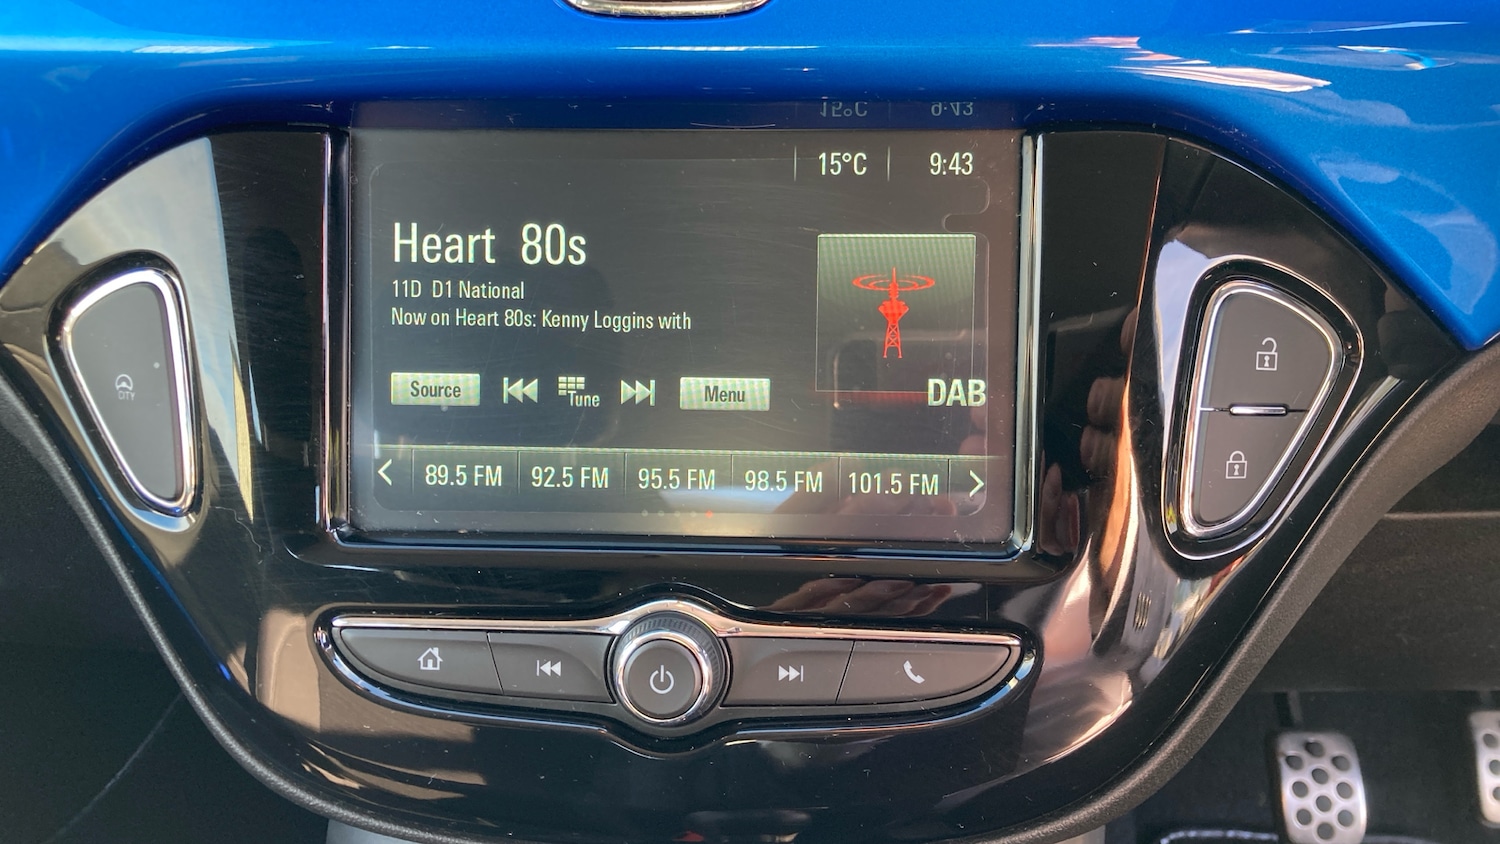 15°C 9:43
Heart 80s
11D D1 National
Now on Heart 80s: Kenny Loggins with
Source Tune Menu
DAB
89.5 FM 92.5 FM 95.5 FM 98.5 FM 101.5 FM
CITY